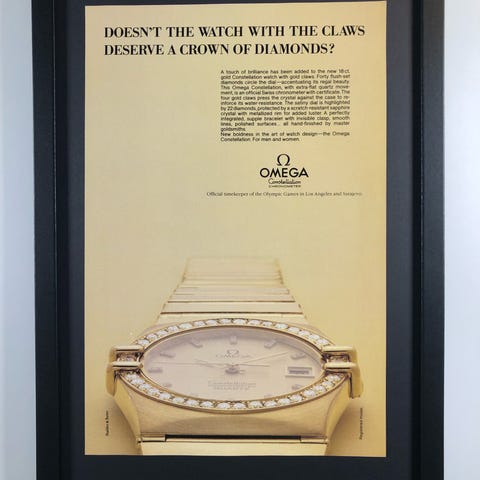 DOESN'T THE WATCH WITH THE CLAWS
DESERVE A CROWN OF DIAMONDS?
A touch of brilliance has been added to the new 18 ct.
gold Constellation watch with gold claws. Forty flush-set
diamonds circle the dial—accentuating its regal beauty.
This Omega Constellation, with extra-flat quartz move-
ment, is an official Swiss chronometer with certificate. The
four gold claws press the crystal against the case to re-
inforce its water-resistance. The satiny dial is highlighted
by 22 diamonds, protected by a scratch resistant sapphire
crystal with metallized rim for added luster. A perfectly
integrated, supple bracelet with invisible clasp, smooth
lines, polished surfaces... all hand-finished by master
goldsmiths.
New boldness in the art of watch design—the Omega
Constellation. For men and women.
Ω
OMEGA
Constellation
CHRONOMETER
Official timekeeper of the Olympic Games in Los Angeles and Sarajevo.
Ω
OMEGA
Constellation
Registered model